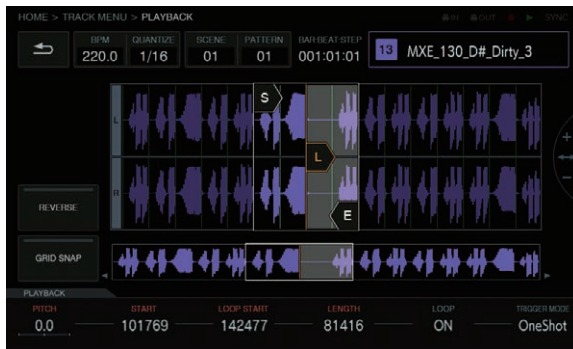 HOME > TRACK MENU > PLAYBACK IN OUT SYNC
BPM QUANTIZE SCENE PATTERN BAR:BEAT:STEP
220.0 1/16 01 01 001:01:01 13 MXE_130_D#_Dirty_3
S
L
L
R
E
REVERSE
GRID SNAP
PLAYBACK
PITCH START LOOP START LENGTH LOOP TRIGGER MODE
0.0 101769 142477 81416 ON OneShot